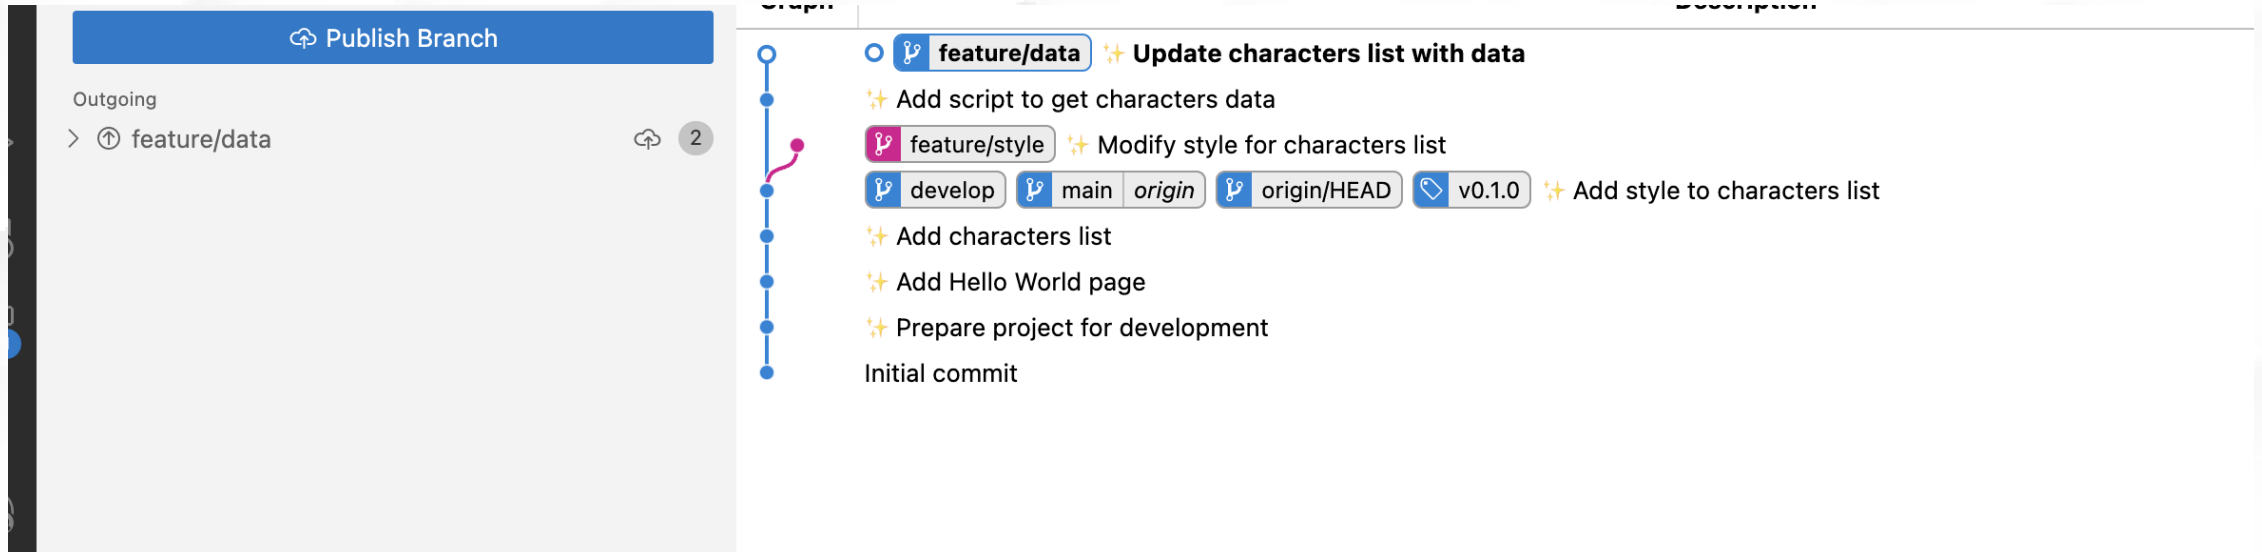 Graph Description
Publish Branch
Outgoing
feature/data 2
feature/data ✨ Update characters list with data
✨ Add script to get characters data
feature/style ✨ Modify style for characters list
develop main origin origin/HEAD v0.1.0 ✨ Add style to characters list
✨ Add characters list
✨ Add Hello World page
✨ Prepare project for development
Initial commit